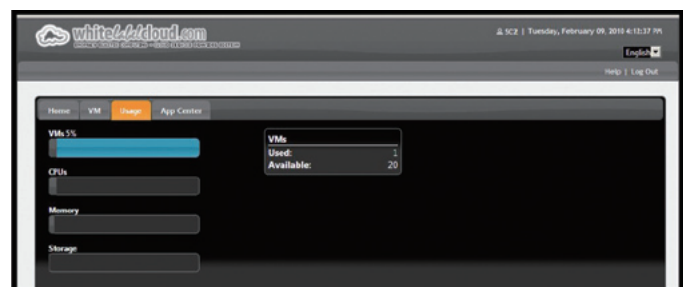 whitelabelcloud.com
SC2 | Tuesday, February 09, 2010 4:13:37 PM
English
Help | Log Out
Home VM Usage App Center
VMs 5%
CPUs
Memory
Storage
VMs
Used: 1
Available: 20